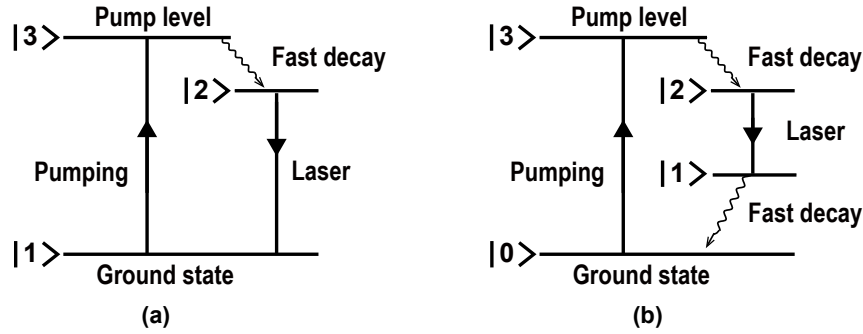 Pump level
|3>
Fast decay
|2>
Pumping
Laser
|1>
Ground state
(a)
Pump level
|3>
Fast decay
|2>
Laser
Pumping
|1>
Fast decay
|0>
Ground state
(b)